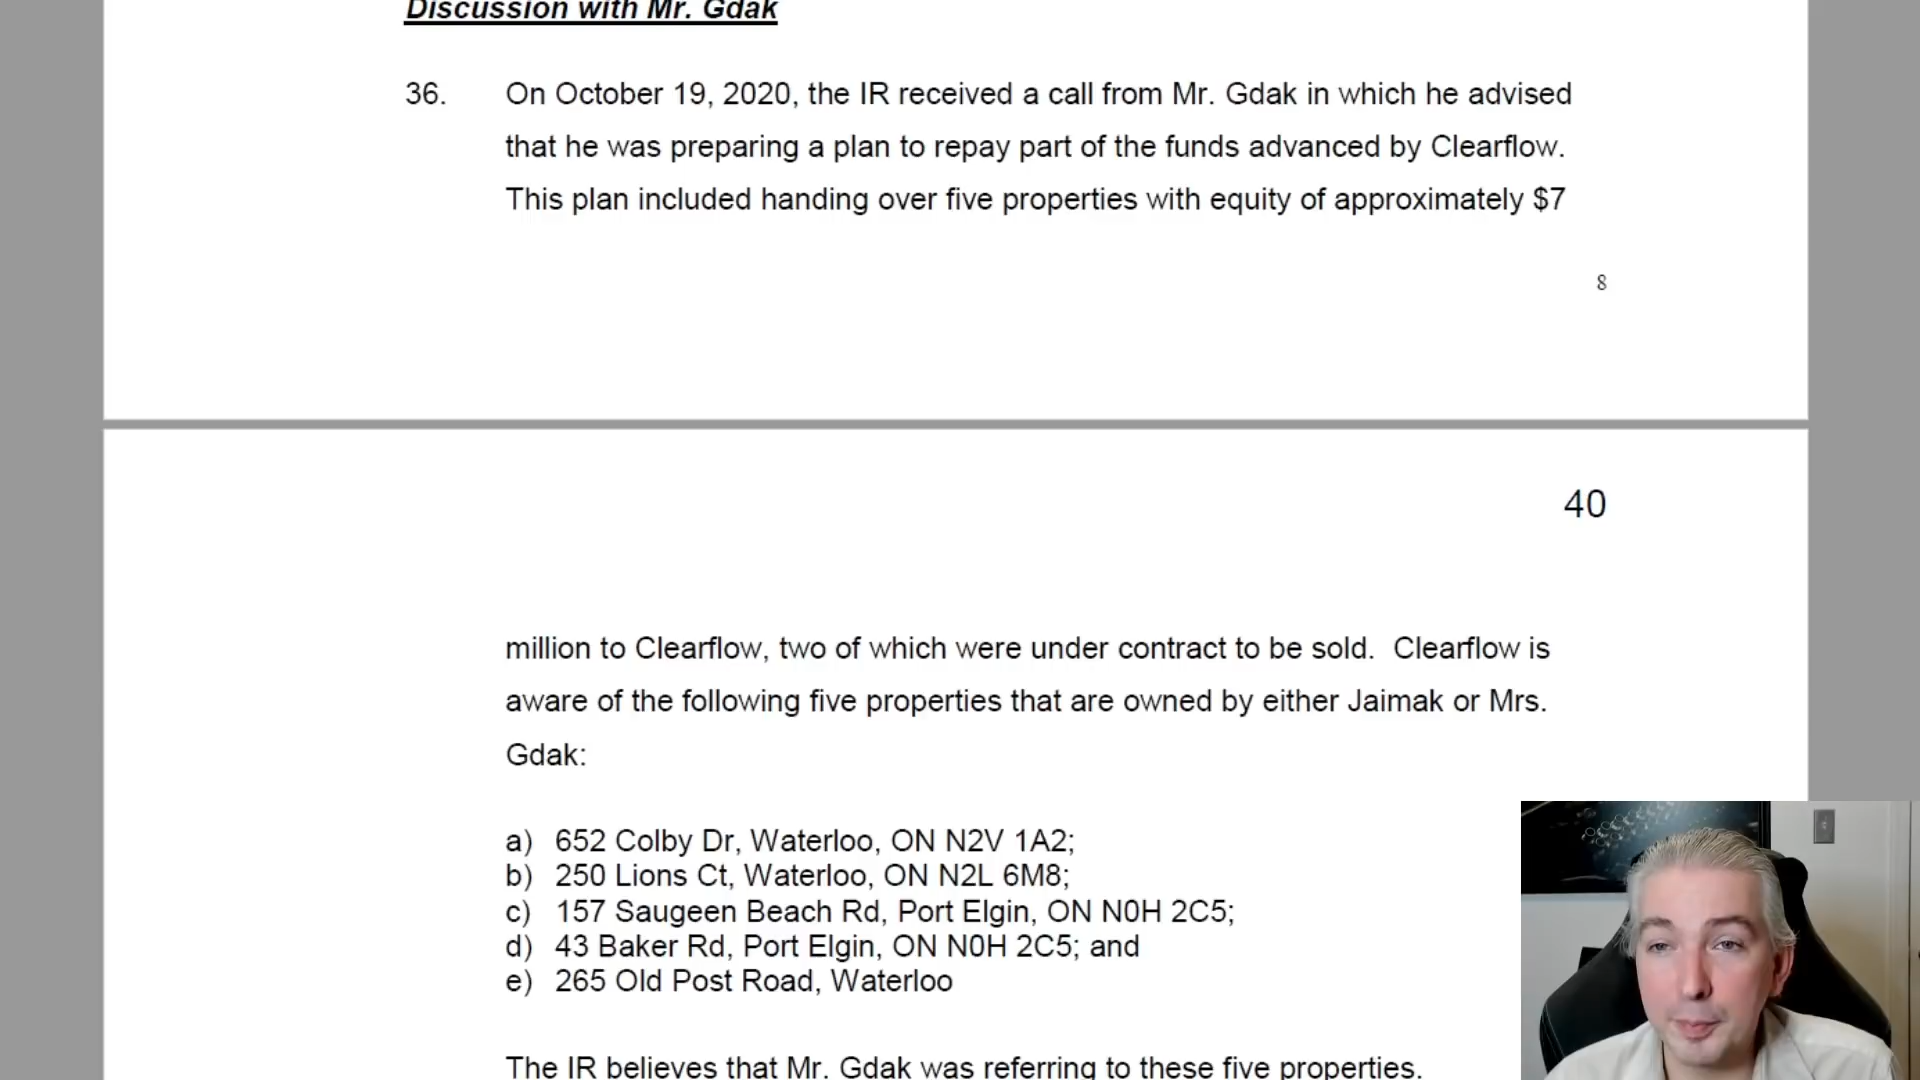 Discussion with Mr. Gdak
36. On October 19, 2020, the IR received a call from Mr. Gdak in which he advised
that he was preparing a plan to repay part of the funds advanced by Clearflow.
This plan included handing over five properties with equity of approximately $7
8
40
million to Clearflow, two of which were under contract to be sold. Clearflow is
aware of the following five properties that are owned by either Jaimak or Mrs.
Gdak:
a) 652 Colby Dr, Waterloo, ON N2V 1A2;
b) 250 Lions Ct, Waterloo, ON N2L 6M8;
c) 157 Saugeen Beach Rd, Port Elgin, ON N0H 2C5;
d) 43 Baker Rd, Port Elgin, ON N0H 2C5; and
e) 265 Old Post Road, Waterloo
The IR believes that Mr. Gdak was referring to these five properties.